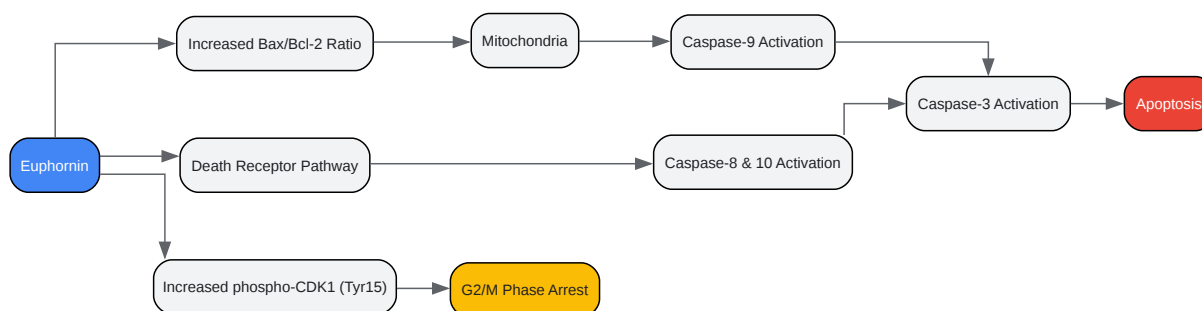 Increased Bax/Bcl-2 Ratio
Mitochondria
Caspase-9 Activation
Caspase-3 Activation
Apoptosis
Euphornin
Death Receptor Pathway
Caspase-8 & 10 Activation
Increased phospho-CDK1 (Tyr15)
G2/M Phase Arrest